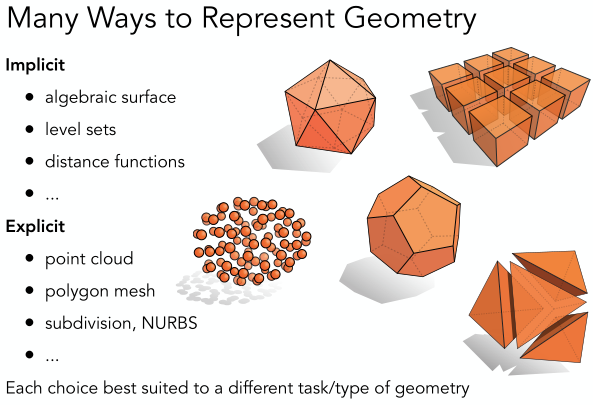 Many Ways to Represent Geometry
Implicit
● algebraic surface
● level sets
● distance functions
● ...
Explicit
● point cloud
● polygon mesh
● subdivision, NURBS
● ...
Each choice best suited to a different task/type of geometry